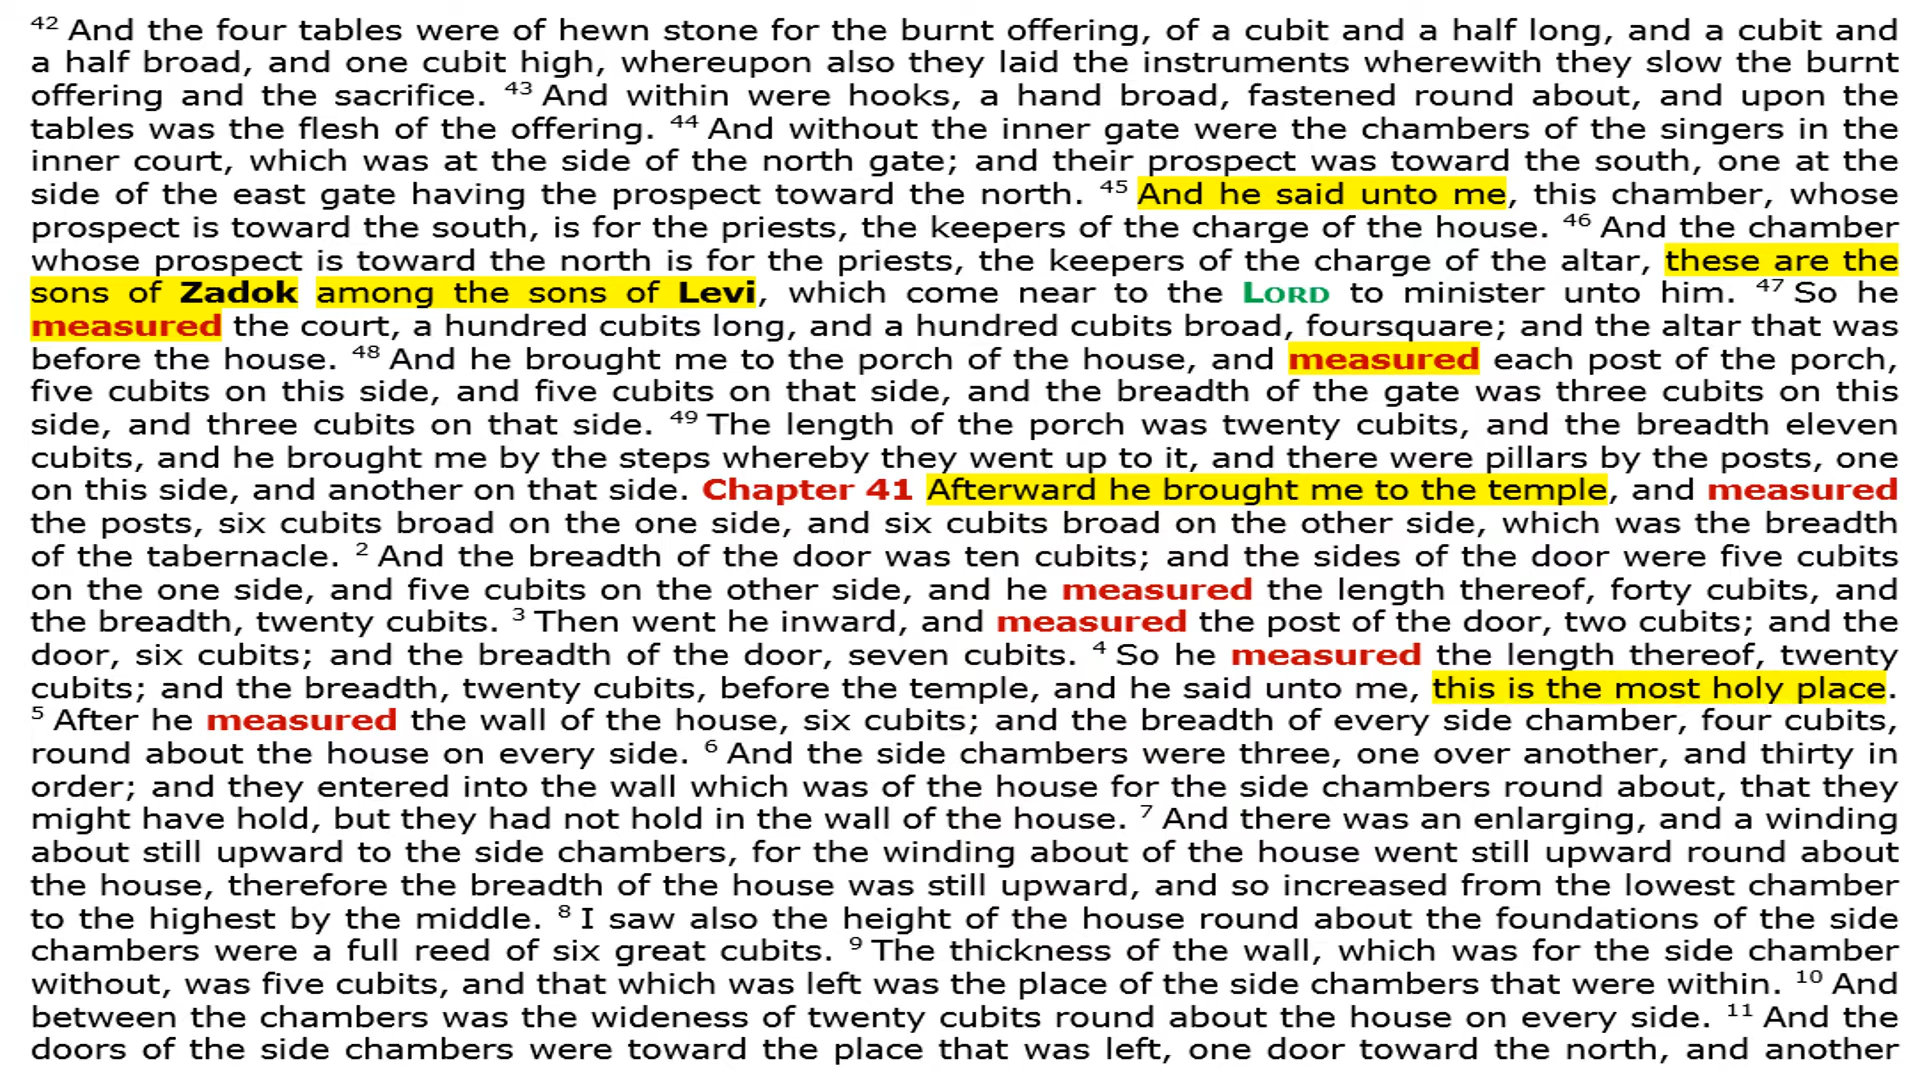 42 And the four tables were of hewn stone for the burnt offering, of a cubit and a half long, and a cubit and
a half broad, and one cubit high, whereupon also they laid the instruments wherewith they slow the burnt
offering and the sacrifice. 43 And within were hooks, a hand broad, fastened round about, and upon the
tables was the flesh of the offering. 44 And without the inner gate were the chambers of the singers in the
inner court, which was at the side of the north gate; and their prospect was toward the south, one at the
side of the east gate having the prospect toward the north. 45 And he said unto me, this chamber, whose
prospect is toward the south, is for the priests, the keepers of the charge of the house. 46 And the chamber
whose prospect is toward the north is for the priests, the keepers of the charge of the altar, these are the
sons of Zadok among the sons of Levi, which come near to the LORD to minister unto him. 47 So he
measured the court, a hundred cubits long, and a hundred cubits broad, foursquare; and the altar that was
before the house. 48 And he brought me to the porch of the house, and measured each post of the porch,
five cubits on this side, and five cubits on that side, and the breadth of the gate was three cubits on this
side, and three cubits on that side. 49 The length of the porch was twenty cubits, and the breadth eleven
cubits, and he brought me by the steps whereby they went up to it, and there were pillars by the posts, one
on this side, and another on that side. Chapter 41 Afterward he brought me to the temple, and measured
the posts, six cubits broad on the one side, and six cubits broad on the other side, which was the breadth
of the tabernacle. 2 And the breadth of the door was ten cubits; and the sides of the door were five cubits
on the one side, and five cubits on the other side, and he measured the length thereof, forty cubits, and
the breadth, twenty cubits. 3 Then went he inward, and measured the post of the door, two cubits; and the
door, six cubits; and the breadth of the door, seven cubits. 4 So he measured the length thereof, twenty
cubits; and the breadth, twenty cubits, before the temple, and he said unto me, this is the most holy place.
5 After he measured the wall of the house, six cubits; and the breadth of every side chamber, four cubits,
round about the house on every side. 6 And the side chambers were three, one over another, and thirty in
order; and they entered into the wall which was of the house for the side chambers round about, that they
might have hold, but they had not hold in the wall of the house. 7 And there was an enlarging, and a winding
about still upward to the side chambers, for the winding about of the house went still upward round about
the house, therefore the breadth of the house was still upward, and so increased from the lowest chamber
to the highest by the middle. 8 I saw also the height of the house round about the foundations of the side
chambers were a full reed of six great cubits. 9 The thickness of the wall, which was for the side chamber
without, was five cubits, and that which was left was the place of the side chambers that were within. 10 And
between the chambers was the wideness of twenty cubits round about the house on every side. 11 And the
doors of the side chambers were toward the place that was left, one door toward the north, and another